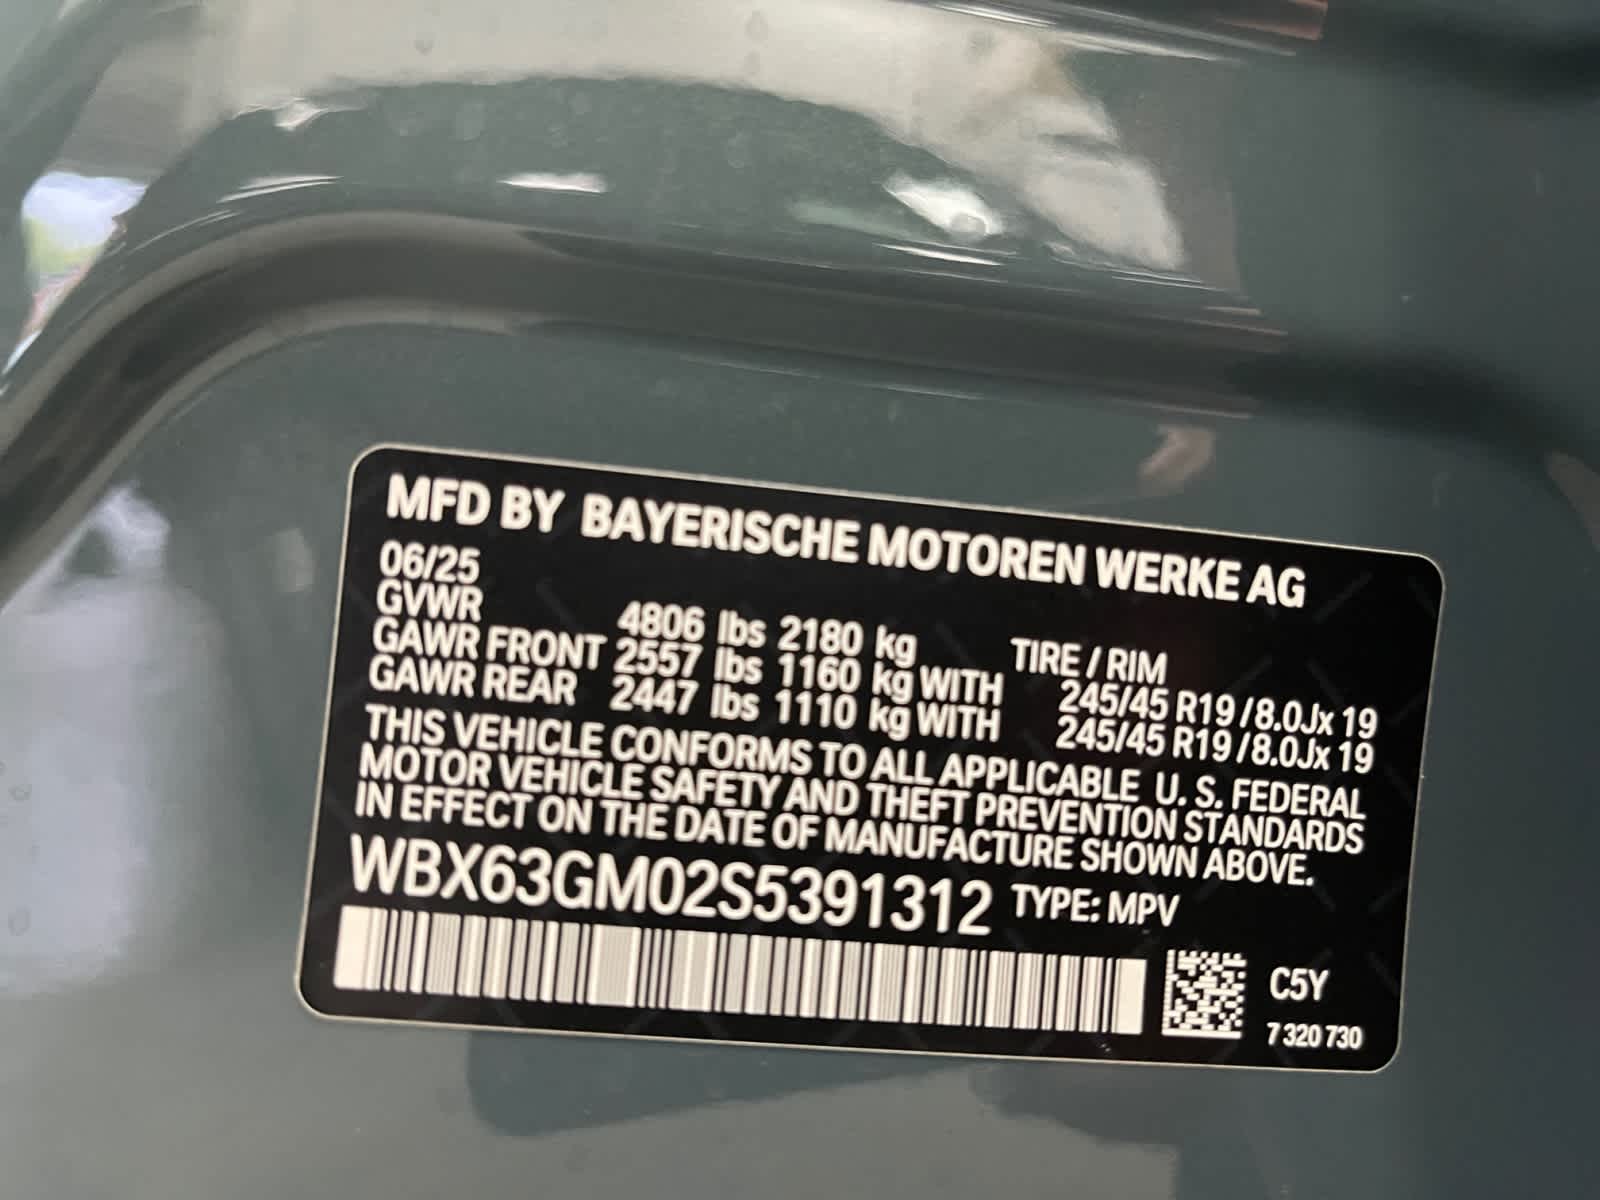 MFD BY BAYERISCHE MOTOREN WERKE AG
06/25
GVWR 4806 lbs 2180 kg TIRE / RIM
GAWR FRONT 2557 lbs 1160 kg WITH 245/45 R19 / 8.0Jx 19
GAWR REAR 2447 lbs 1110 kg WITH 245/45 R19 / 8.0Jx 19
THIS VEHICLE CONFORMS TO ALL APPLICABLE U. S. FEDERAL
MOTOR VEHICLE SAFETY AND THEFT PREVENTION STANDARDS
IN EFFECT ON THE DATE OF MANUFACTURE SHOWN ABOVE.
WBX63GM02S5391312 TYPE: MPV
C5Y
7 320 730